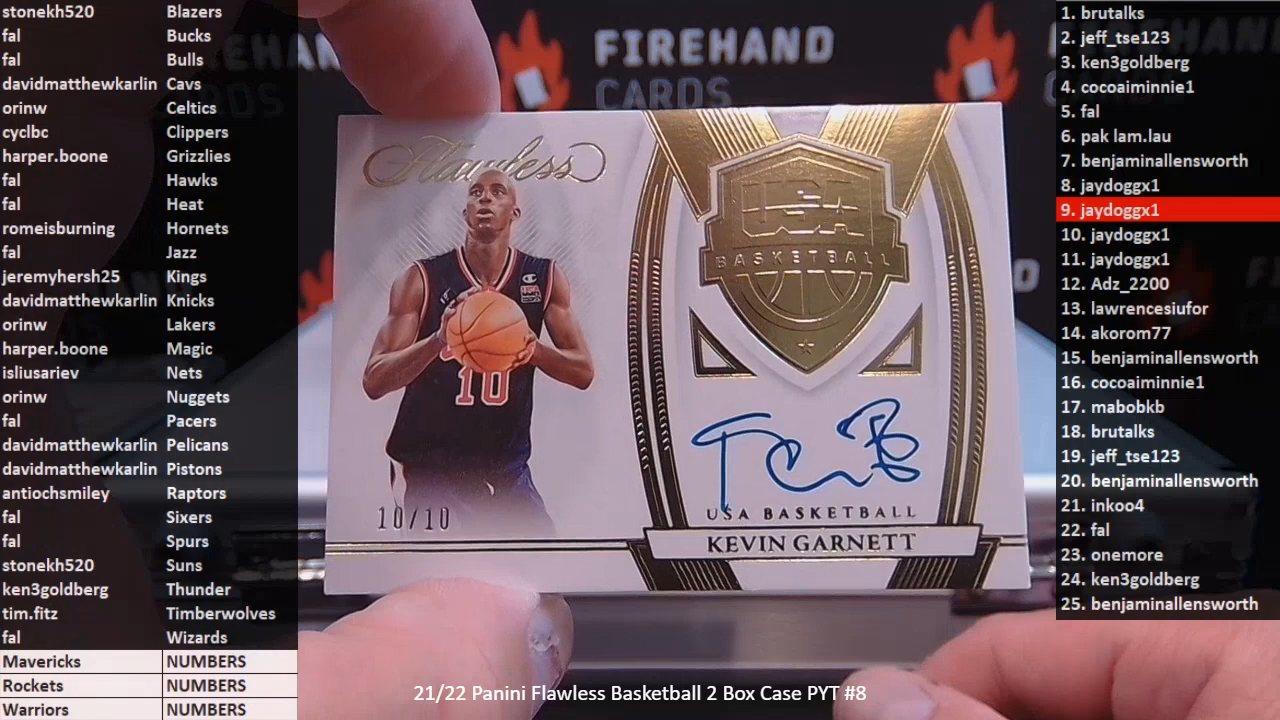 stonekh520 Blazers
fal Bucks
fal Bulls
davidmatthewkarlin Cavs
orinw Celtics
cyclbc Clippers
harper.boone Grizzlies
fal Hawks
fal Heat
romeisburning Hornets
fal Jazz
jeremyhersh25 Kings
davidmatthewkarlin Knicks
orinw Lakers
harper.boone Magic
isliusariev Nets
orinw Nuggets
fal Pacers
davidmatthewkarlin Pelicans
davidmatthewkarlin Pistons
antiochsmiley Raptors
fal Sixers
fal Spurs
stonekh520 Suns
ken3goldberg Thunder
tim.fitz Timberwolves
fal Wizards
Mavericks NUMBERS
Rockets NUMBERS
Warriors NUMBERS
FIREHAND
CARDS
Flawless
USA
BASKETBALL
10
10/10
USA BASKETBALL
KEVIN GARNETT
21/22 Panini Flawless Basketball 2 Box Case PYT #8
1. brutalks
2. jeff_tse123
3. ken3goldberg
4. cocoaiminnie1
5. fal
6. pak lam.lau
7. benjaminallensworth
8. jaydoggx1
9. jaydoggx1
10. jaydoggx1
11. jaydoggx1
12. Adz_2200
13. lawrencesiufor
14. akorom77
15. benjaminallensworth
16. cocoaiminnie1
17. mabobkb
18. brutalks
19. jeff_tse123
20. benjaminallensworth
21. inkoo4
22. fal
23. onemore
24. ken3goldberg
25. benjaminallensworth